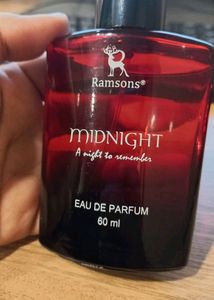 Ramsons®
MIDNIGHT
A night to remember
EAU DE PARFUM
60 ml